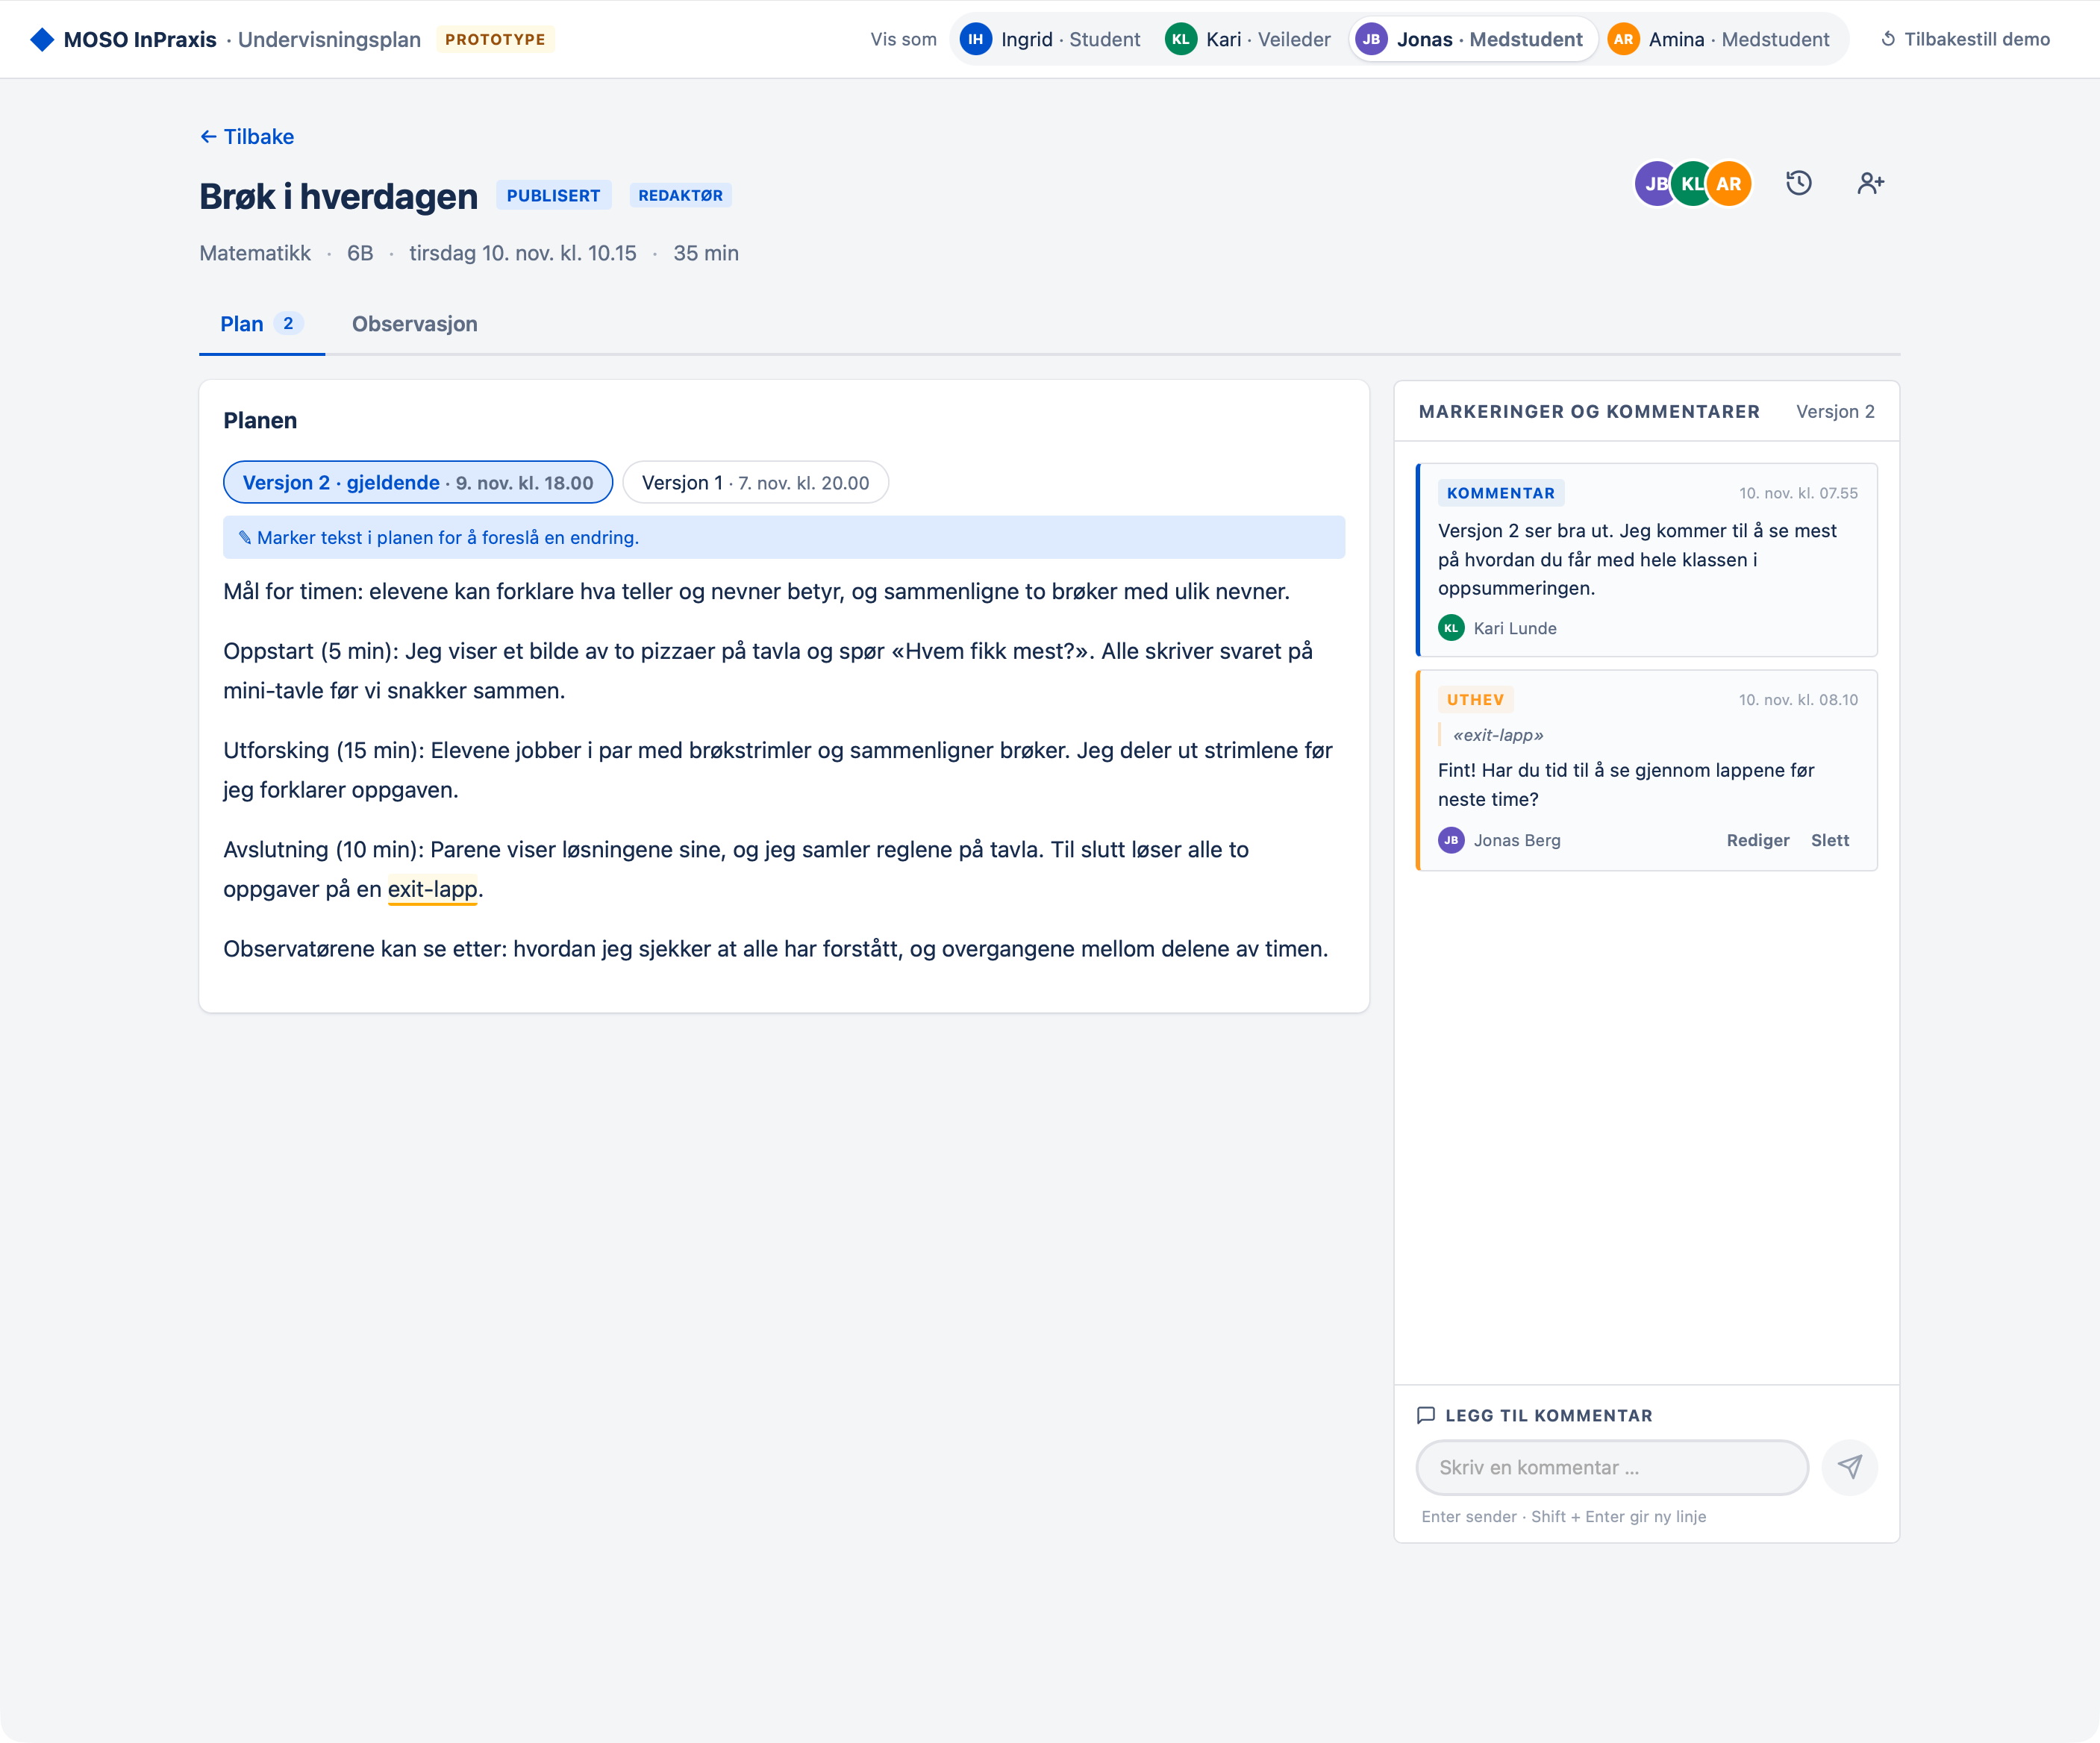 MOSO InPraxis · Undervisningsplan PROTOTYPE Vis som IH Ingrid · Student KL Kari · Veileder JB Jonas · Medstudent AR Amina · Medstudent Tilbakestill demo
← Tilbake
Brøk i hverdagen PUBLISERT REDAKTØR JB KL AR
Matematikk · 6B · tirsdag 10. nov. kl. 10.15 · 35 min
Plan 2 Observasjon
Planen
Versjon 2 · gjeldende · 9. nov. kl. 18.00 Versjon 1 · 7. nov. kl. 20.00
✎ Marker tekst i planen for å foreslå en endring.
Mål for timen: elevene kan forklare hva teller og nevner betyr, og sammenligne to brøker med ulik nevner.
Oppstart (5 min): Jeg viser et bilde av to pizzaer på tavla og spør «Hvem fikk mest?». Alle skriver svaret på
mini-tavle før vi snakker sammen.
Utforsking (15 min): Elevene jobber i par med brøkstrimler og sammenligner brøker. Jeg deler ut strimlene før
jeg forklarer oppgaven.
Avslutning (10 min): Parene viser løsningene sine, og jeg samler reglene på tavla. Til slutt løser alle to
oppgaver på en exit-lapp.
Observatørene kan se etter: hvordan jeg sjekker at alle har forstått, og overgangene mellom delene av timen.
MARKERINGER OG KOMMENTARER Versjon 2
KOMMENTAR 10. nov. kl. 07.55
Versjon 2 ser bra ut. Jeg kommer til å se mest
på hvordan du får med hele klassen i
oppsummeringen.
KL Kari Lunde
UTHEV 10. nov. kl. 08.10
«exit-lapp»
Fint! Har du tid til å se gjennom lappene før
neste time?
JB Jonas Berg Rediger Slett
LEGG TIL KOMMENTAR
Skriv en kommentar ...
Enter sender · Shift + Enter gir ny linje